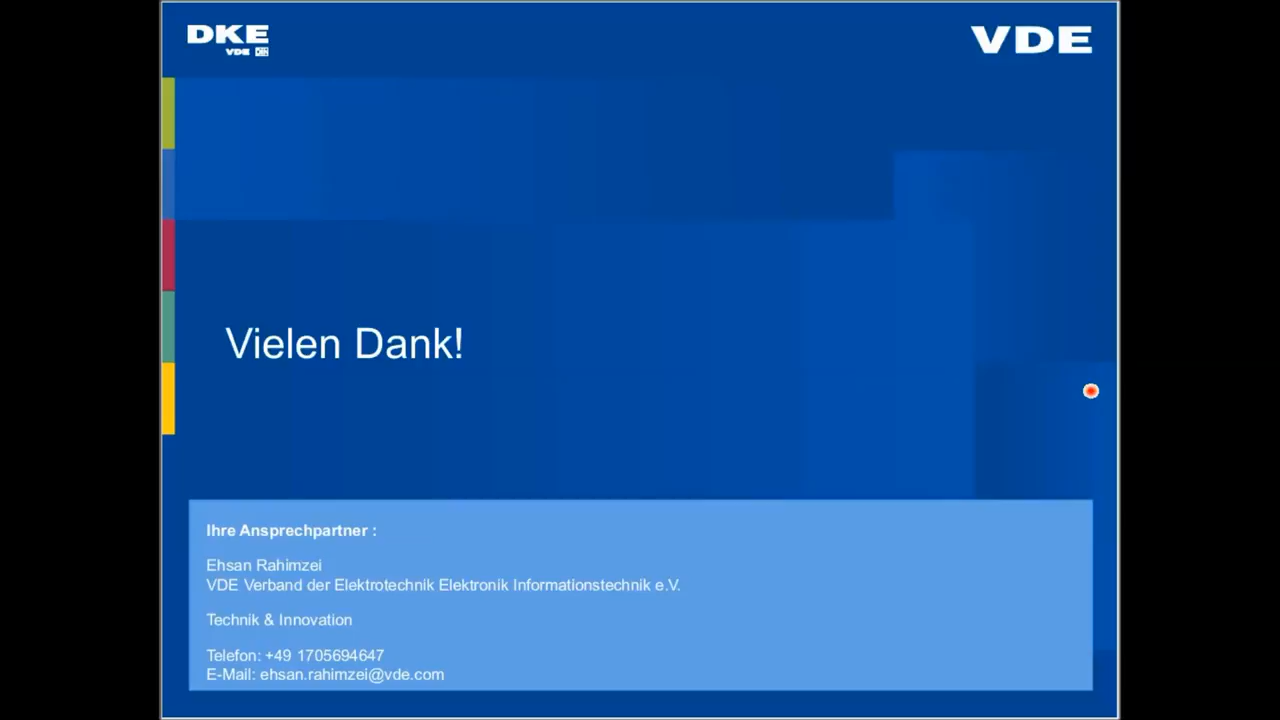 DKE
VDE DIN
VDE
Vielen Dank!
Ihre Ansprechpartner :
Ehsan Rahimzei
VDE Verband der Elektrotechnik Elektronik Informationstechnik e.V.
Technik & Innovation
Telefon: +49 1705694647
E-Mail: ehsan.rahimzei@vde.com